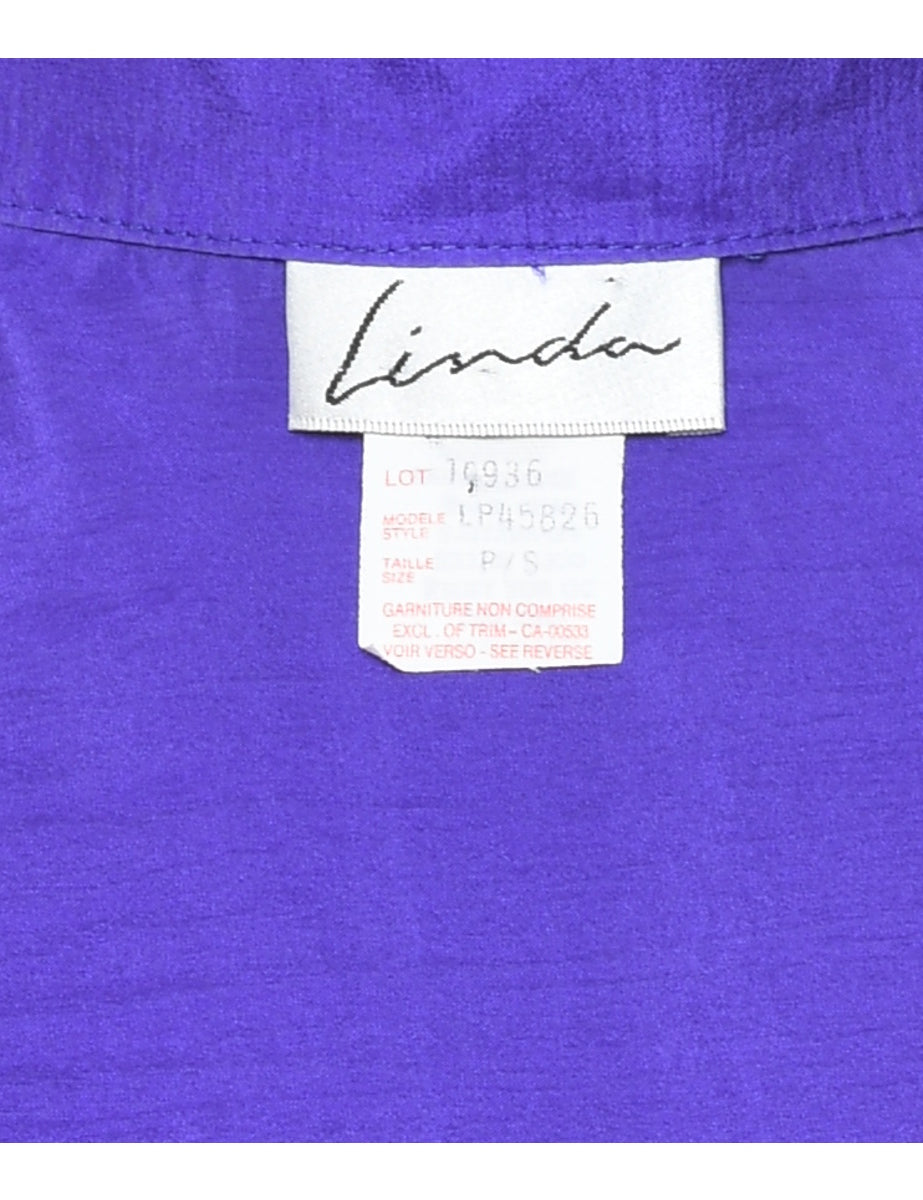 Linda
LOT 10936
MODELE STYLE LP45826
TAILLE SIZE P/S
GARNITURE NON COMPRISE
EXCL. OF TRIM - CA-00533
VOIR VERSO - SEE REVERSE